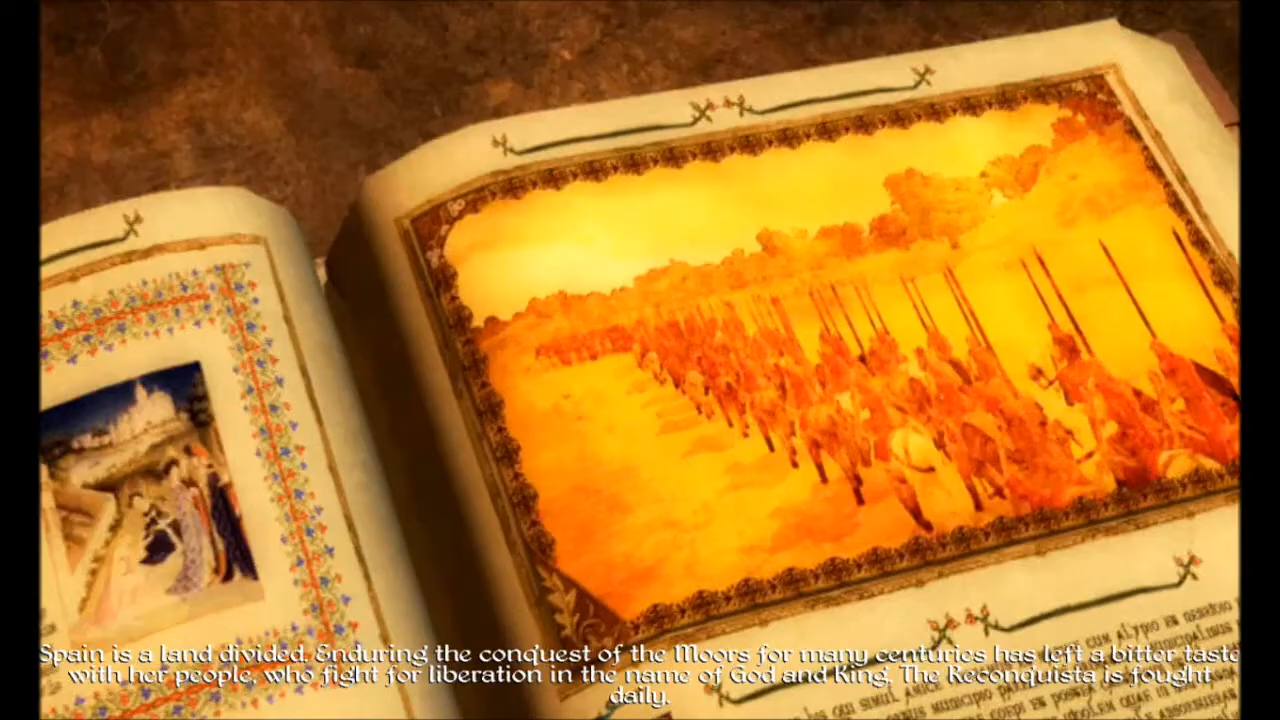 Spain is a land divided. Enduring the conquest of the Moors for many centuries has left a bitter taste
with her people, who fight for liberation in the name of God and King. The Reconquista is fought
daily.